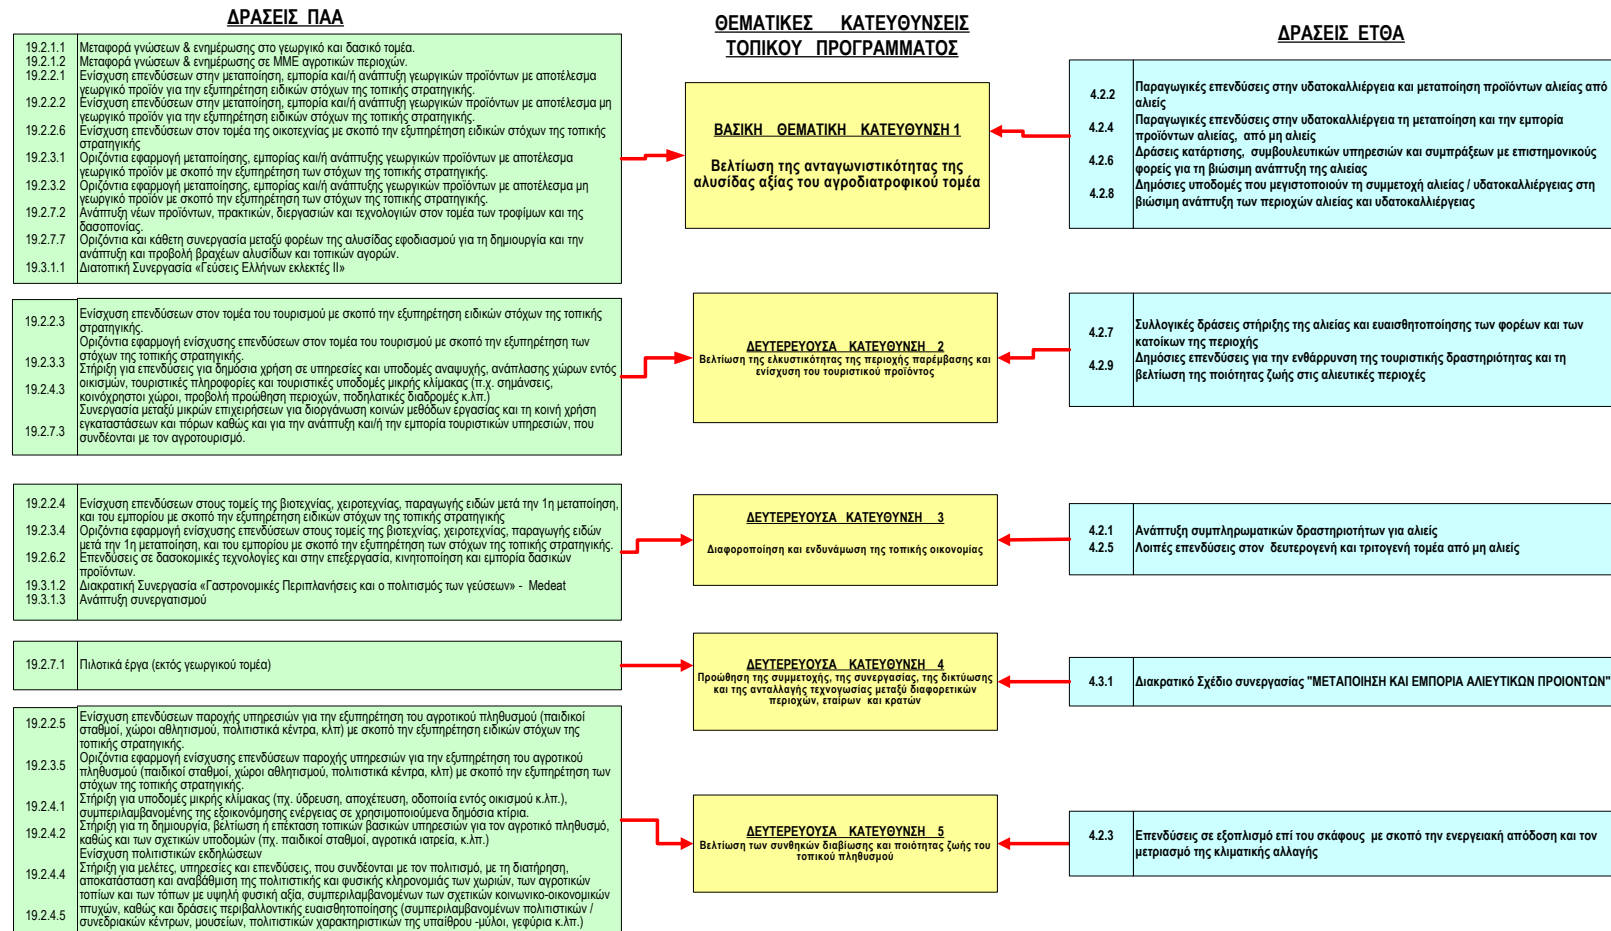 ΔΡΑΣΕΙΣ ΠΑΑ
19.2.1.1 Μεταφορά γνώσεων & ενημέρωσης στο γεωργικό και δασικό τομέα.
19.2.1.2 Μεταφορά γνώσεων & ενημέρωσης σε ΜΜΕ αγροτικών περιοχών.
19.2.2.1 Ενίσχυση επενδύσεων στην μεταποίηση, εμπορία και/ή ανάπτυξη γεωργικών προϊόντων με αποτέλεσμα
γεωργικό προϊόν για την εξυπηρέτηση ειδικών στόχων της τοπικής στρατηγικής.
19.2.2.2 Ενίσχυση επενδύσεων στην μεταποίηση, εμπορία και/ή ανάπτυξη γεωργικών προϊόντων με αποτέλεσμα μη
γεωργικό προϊόν για την εξυπηρέτηση ειδικών στόχων της τοπικής στρατηγικής.
19.2.2.6 Ενίσχυση επενδύσεων στον τομέα της οικοτεχνίας με σκοπό την εξυπηρέτηση ειδικών στόχων της τοπικής
στρατηγικής
19.2.3.1 Οριζόντια εφαρμογή μεταποίησης, εμπορίας και/ή ανάπτυξης γεωργικών προϊόντων με αποτέλεσμα
γεωργικό προϊόν με σκοπό την εξυπηρέτηση των στόχων της τοπικής στρατηγικής.
19.2.3.2 Οριζόντια εφαρμογή μεταποίησης, εμπορίας και/ή ανάπτυξης γεωργικών προϊόντων με αποτέλεσμα μη
γεωργικό προϊόν με σκοπό την εξυπηρέτηση των στόχων της τοπικής στρατηγικής.
19.2.7.2 Ανάπτυξη νέων προϊόντων, πρακτικών, διεργασιών και τεχνολογιών στον τομέα των τροφίμων και της
δασοπονίας.
19.2.7.7 Οριζόντια και κάθετη συνεργασία μεταξύ φορέων της αλυσίδας εφοδιασμού για τη δημιουργία και την
ανάπτυξη και προβολή βραχέων αλυσίδων και τοπικών αγορών.
19.3.1.1 Διατοπική Συνεργασία «Γεύσεις Ελλήνων εκλεκτές ΙΙ»
19.2.2.3 Ενίσχυση επενδύσεων στον τομέα του τουρισμού με σκοπό την εξυπηρέτηση ειδικών στόχων της τοπικής
στρατηγικής.
Οριζόντια εφαρμογή ενίσχυσης επενδύσεων στον τομέα του τουρισμού με σκοπό την εξυπηρέτηση των
19.2.3.3 στόχων της τοπικής στρατηγικής.
Στήριξη για επενδύσεις για δημόσια χρήση σε υπηρεσίες και υποδομές αναψυχής, ανάπλασης χώρων εντός
19.2.4.3 οικισμών, τουριστικές πληροφορίες και τουριστικές υποδομές μικρής κλίμακας (π.χ. σημάνσεις,
κοινόχρηστοι χώροι, προβολή προώθηση περιοχών, ποδηλατικές διαδρομές κ.λπ.)
Συνεργασία μεταξύ μικρών επιχειρήσεων για διοργάνωση κοινών μεθόδων εργασίας και τη κοινή χρήση
19.2.7.3 εγκαταστάσεων και πόρων καθώς και για την ανάπτυξη και/ή την εμπορία τουριστικών υπηρεσιών, που
συνδέονται με τον αγροτουρισμό.
19.2.2.4 Ενίσχυση επενδύσεων στους τομείς της βιοτεχνίας, χειροτεχνίας, παραγωγής ειδών μετά την 1η μεταποίηση,
και του εμπορίου με σκοπό την εξυπηρέτηση ειδικών στόχων της τοπικής στρατηγικής
19.2.3.4 Οριζόντια εφαρμογή ενίσχυσης επενδύσεων στους τομείς της βιοτεχνίας, χειροτεχνίας, παραγωγής ειδών
μετά την 1η μεταποίηση, και του εμπορίου με σκοπό την εξυπηρέτηση των στόχων της τοπικής στρατηγικής.
19.2.6.2 Επενδύσεις σε δασοκομικές τεχνολογίες και στην επεξεργασία, κινητοποίηση και εμπορία δασικών
προϊόντων.
19.3.1.2 Διακρατική Συνεργασία «Γαστρονομικές Περιπλανήσεις και ο πολιτισμός των γεύσεων» - Medeat
19.3.1.3 Ανάπτυξη συνεργατισμού
19.2.7.1 Πιλοτικά έργα (εκτός γεωργικού τομέα)
19.2.2.5 Ενίσχυση επενδύσεων παροχής υπηρεσιών για την εξυπηρέτηση του αγροτικού πληθυσμού (παιδικοί
σταθμοί, χώροι αθλητισμού, πολιτιστικά κέντρα, κλπ) με σκοπό την εξυπηρέτηση ειδικών στόχων της
τοπικής στρατηγικής.
19.2.3.5 Οριζόντια εφαρμογή ενίσχυσης επενδύσεων παροχής υπηρεσιών για την εξυπηρέτηση του αγροτικού
πληθυσμού (παιδικοί σταθμοί, χώροι αθλητισμού, πολιτιστικά κέντρα, κλπ) με σκοπό την εξυπηρέτηση των
στόχων της τοπικής στρατηγικής.
19.2.4.1 Στήριξη για υποδομές μικρής κλίμακας (πχ. ύδρευση, αποχέτευση, οδοποιία εντός οικισμού κ.λπ.),
συμπεριλαμβανομένης της εξοικονόμησης ενέργειας σε χρησιμοποιούμενα δημόσια κτίρια.
19.2.4.2 Στήριξη για τη δημιουργία, βελτίωση ή επέκταση τοπικών βασικών υπηρεσιών για τον αγροτικό πληθυσμό,
καθώς και των σχετικών υποδομών (πχ. παιδικοί σταθμοί, αγροτικά ιατρεία, κ.λπ.)
Ενίσχυση πολιτιστικών εκδηλώσεων
19.2.4.4 Στήριξη για μελέτες, υπηρεσίες και επενδύσεις, που συνδέονται με τον πολιτισμό, με τη διατήρηση,
αποκατάσταση και αναβάθμιση της πολιτιστικής και φυσικής κληρονομιάς των χωριών, των αγροτικών
τοπίων και των τόπων με υψηλή φυσική αξία, συμπεριλαμβανομένων των σχετικών κοινωνικο-οικονομικών
πτυχών, καθώς και δράσεις περιβαλλοντικής ευαισθητοποίησης (συμπεριλαμβανομένων πολιτιστικών /
19.2.4.5 συνεδριακών κέντρων, μουσείων, πολιτιστικών χαρακτηριστικών της υπαίθρου -μύλοι, γεφύρια κ.λπ.)
ΘΕΜΑΤΙΚΕΣ ΚΑΤΕΥΘΥΝΣΕΙΣ
ΤΟΠΙΚΟΥ ΠΡΟΓΡΑΜΜΑΤΟΣ
ΒΑΣΙΚΗ ΘΕΜΑΤΙΚΗ ΚΑΤΕΥΘΥΝΣΗ 1
Βελτίωση της ανταγωνιστικότητας της
αλυσίδας αξίας του αγροδιατροφικού τομέα
ΔΕΥΤΕΡΕΥΟΥΣΑ ΚΑΤΕΥΘΥΝΣΗ 2
Βελτίωση της ελκυστικότητας της περιοχής παρέμβασης και
ενίσχυση του τουριστικού προϊόντος
ΔΕΥΤΕΡΕΥΟΥΣΑ ΚΑΤΕΥΘΥΝΣΗ 3
Διαφοροποίηση και ενδυνάμωση της τοπικής οικονομίας
ΔΕΥΤΕΡΕΥΟΥΣΑ ΚΑΤΕΥΘΥΝΣΗ 4
Προώθηση της συμμετοχής, της συνεργασίας, της δικτύωσης
και της ανταλλαγής τεχνογνωσίας μεταξύ διαφορετικών
περιοχών, εταίρων και κρατών
ΔΕΥΤΕΡΕΥΟΥΣΑ ΚΑΤΕΥΘΥΝΣΗ 5
Βελτίωση των συνθηκών διαβίωσης και ποιότητας ζωής του
τοπικού πληθυσμού
ΔΡΑΣΕΙΣ ΕΤΘΑ
4.2.2 Παραγωγικές επενδύσεις στην υδατοκαλλιέργεια και μεταποίηση προϊόντων αλιείας από
αλιείς
4.2.4 Παραγωγικές επενδύσεις στην υδατοκαλλιέργεια τη μεταποίηση και την εμπορία
προϊόντων αλιείας, από μη αλιείς
4.2.6 Δράσεις κατάρτισης, συμβουλευτικών υπηρεσιών και συμπράξεων με επιστημονικούς
φορείς για τη βιώσιμη ανάπτυξη της αλιείας
4.2.8 Δημόσιες υποδομές που μεγιστοποιούν τη συμμετοχή αλιείας / υδατοκαλλιέργειας στη
βιώσιμη ανάπτυξη των περιοχών αλιείας και υδατοκαλλιέργειας
4.2.7 Συλλογικές δράσεις στήριξης της αλιείας και ευαισθητοποίησης των φορέων και των
κατοίκων της περιοχής
4.2.9 Δημόσιες επενδύσεις για την ενθάρρυνση της τουριστικής δραστηριότητας και τη
βελτίωση της ποιότητας ζωής στις αλιευτικές περιοχές
4.2.1 Ανάπτυξη συμπληρωματικών δραστηριοτήτων για αλιείς
4.2.5 Λοιπές επενδύσεις στον δευτερογενή και τριτογενή τομέα από μη αλιείς
4.3.1 Διακρατικό Σχέδιο συνεργασίας "ΜΕΤΑΠΟΙΗΣΗ ΚΑΙ ΕΜΠΟΡΙΑ ΑΛΙΕΥΤΙΚΩΝ ΠΡΟΙΟΝΤΩΝ"
4.2.3 Επενδύσεις σε εξοπλισμό επί του σκάφους με σκοπό την ενεργειακή απόδοση και τον
μετριασμό της κλιματικής αλλαγής